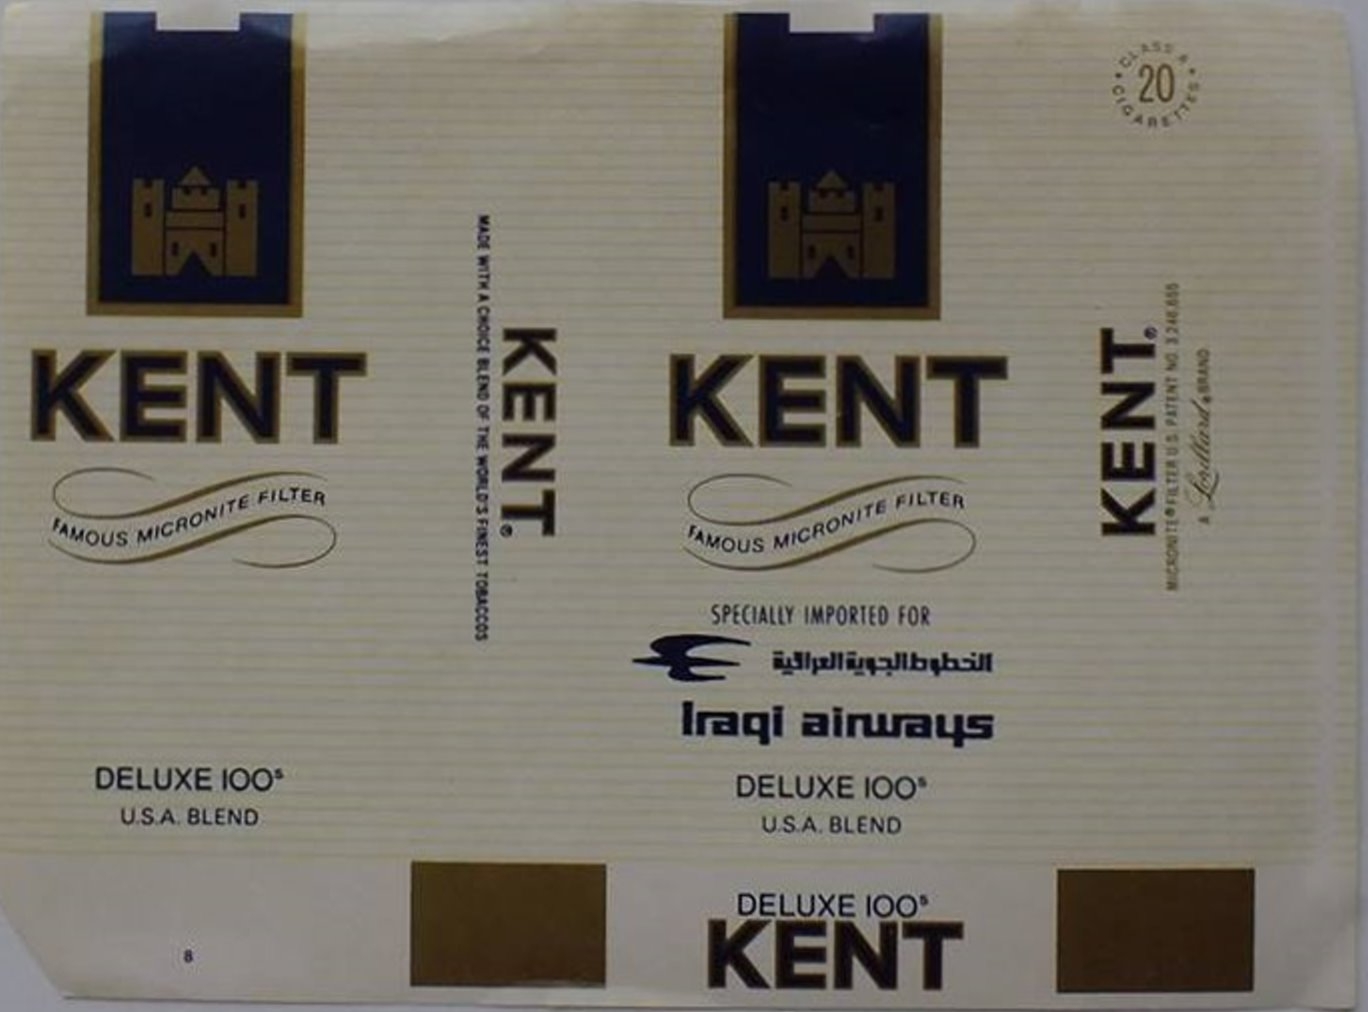 KENT
FAMOUS MICRONITE FILTER
DELUXE 100s
U.S.A. BLEND
8
MADE WITH A CHOICE BLEND OF THE WORLD'S FINEST TOBACCOS
KENT®
KENT
FAMOUS MICRONITE FILTER
SPECIALLY IMPORTED FOR
الخطوط الجوية العراقية
Iraqi airways
DELUXE 100s
U.S.A. BLEND
DELUXE 100s
KENT
CLASS A
20
CIGARETTES
KENT®
MICRONITE® FILTER U.S. PATENT NO. 3,246,655
A Lorillard BRAND